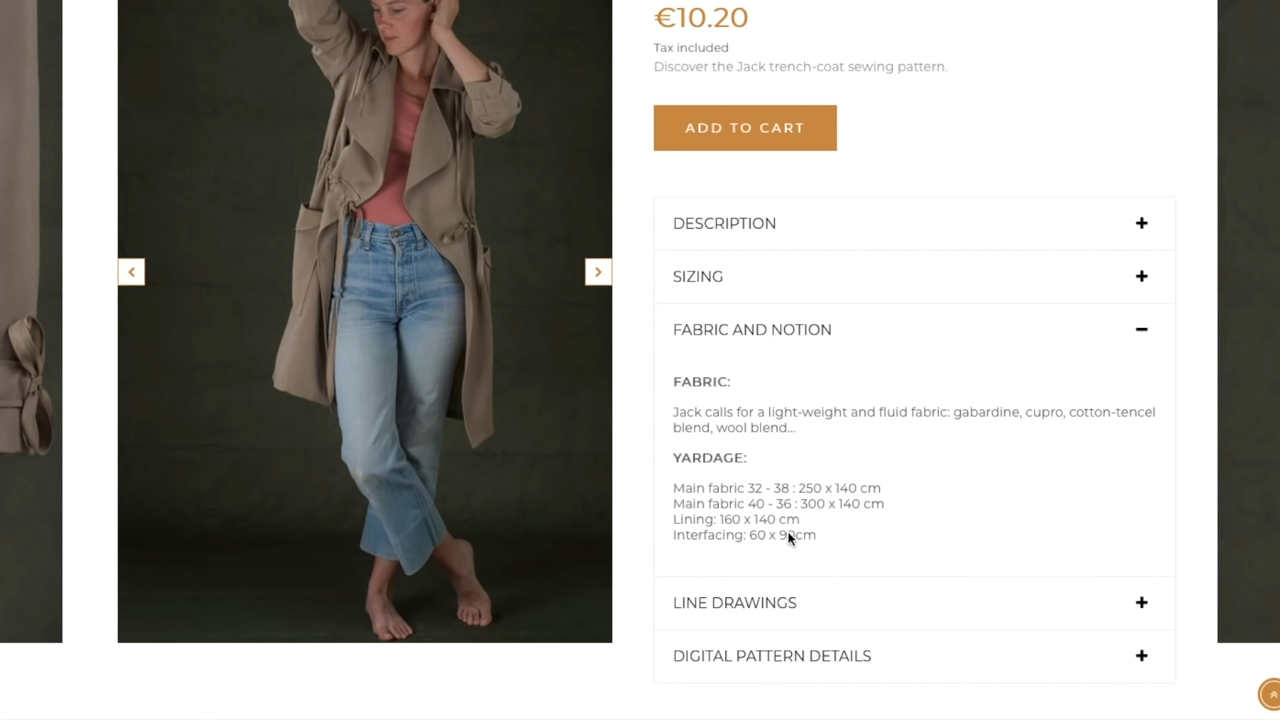 €10.20
Tax included
Discover the Jack trench-coat sewing pattern.
ADD TO CART
DESCRIPTION
SIZING
FABRIC AND NOTION
FABRIC:
Jack calls for a light-weight and fluid fabric: gabardine, cupro, cotton-tencel
blend, wool blend...
YARDAGE:
Main fabric 32 - 38 : 250 x 140 cm
Main fabric 40 - 36 : 300 x 140 cm
Lining: 160 x 140 cm
Interfacing: 60 x 90cm
LINE DRAWINGS
DIGITAL PATTERN DETAILS